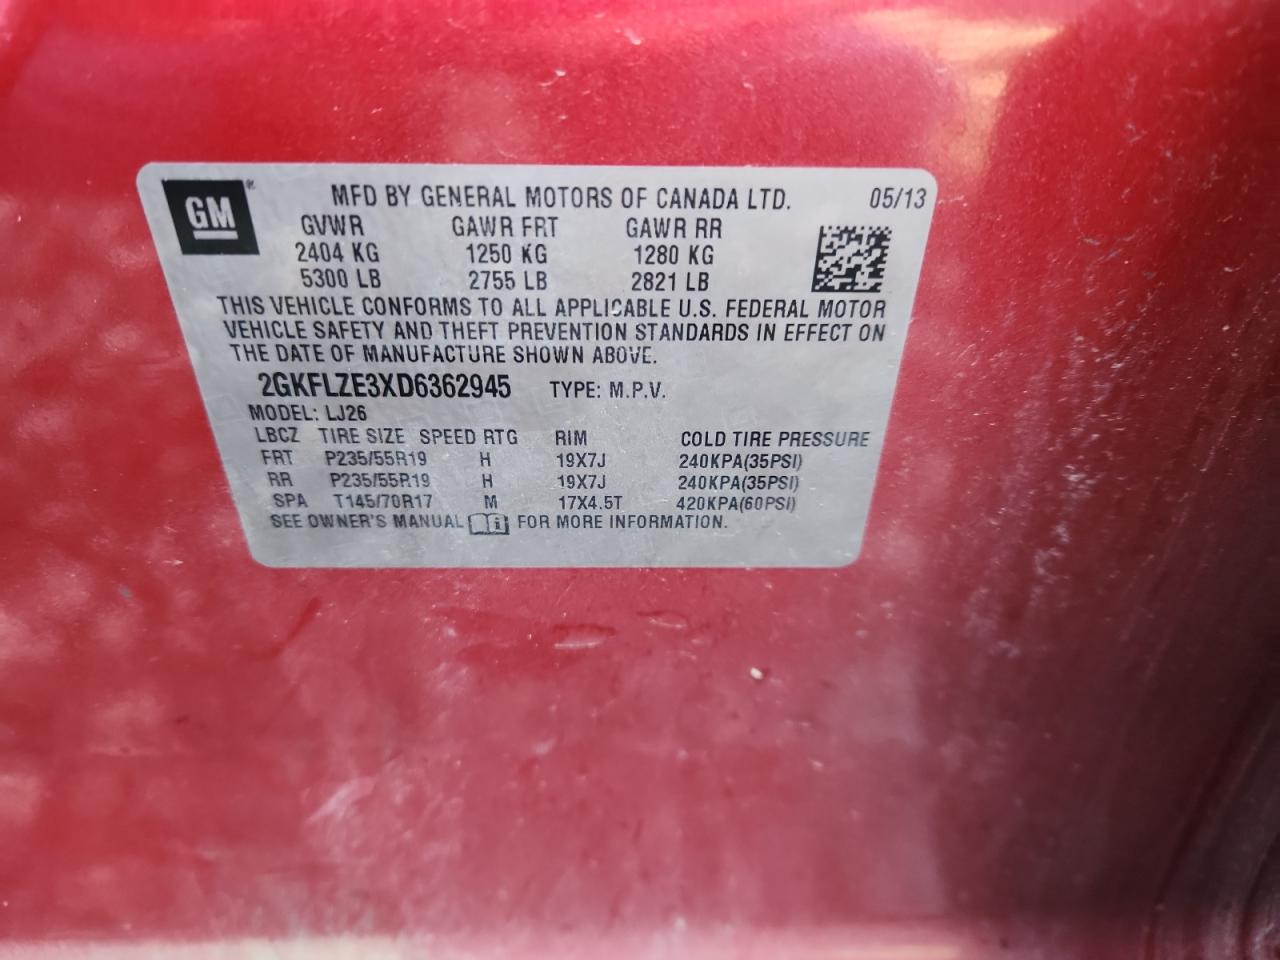 GM MFD BY GENERAL MOTORS OF CANADA LTD. 05/13
GVWR GAWR FRT GAWR RR
2404 KG 1250 KG 1280 KG
5300 LB 2755 LB 2821 LB
THIS VEHICLE CONFORMS TO ALL APPLICABLE U.S. FEDERAL MOTOR
VEHICLE SAFETY AND THEFT PREVENTION STANDARDS IN EFFECT ON
THE DATE OF MANUFACTURE SHOWN ABOVE.
2GKFLZE3XD6362945 TYPE: M.P.V.
MODEL: LJ26
LBCZ TIRE SIZE SPEED RTG RIM COLD TIRE PRESSURE
FRT P235/55R19 H 19X7J 240KPA(35PSI)
RR P235/55R19 H 19X7J 240KPA(35PSI)
SPA T145/70R17 M 17X4.5T 420KPA(60PSI)
SEE OWNER'S MANUAL i FOR MORE INFORMATION.